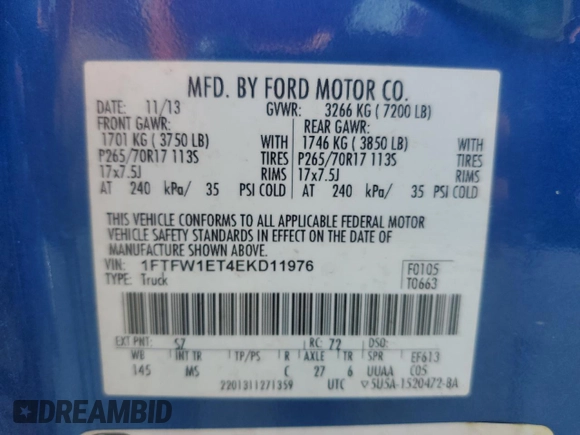 MFD. BY FORD MOTOR CO.
DATE: 11/13 GVWR: 3266 KG ( 7200 LB)
FRONT GAWR: REAR GAWR:
1701 KG ( 3750 LB) WITH 1746 KG ( 3850 LB) WITH
P265/70R17 113S TIRES P265/70R17 113S TIRES
17x7.5J RIMS 17x7.5J RIMS
AT 240 kPa/ 35 PSI COLD AT 240 kPa/ 35 PSI COLD
THIS VEHICLE CONFORMS TO ALL APPLICABLE FEDERAL MOTOR
VEHICLE SAFETY STANDARDS IN EFFECT ON THE DATE OF
MANUFACTURE SHOWN ABOVE.
VIN: 1FTFW1ET4EKD11976 F0105
TYPE: Truck T0663
EXT PNT: SZ RC: 72 DSO:
WB INT TR TP/PS R AXLE TR SPR EF613
145 MS C 27 6 UUAA C05
2201311271359 UTC 5U5A-1520472-BA
DREAMBID DREAMBID.COM